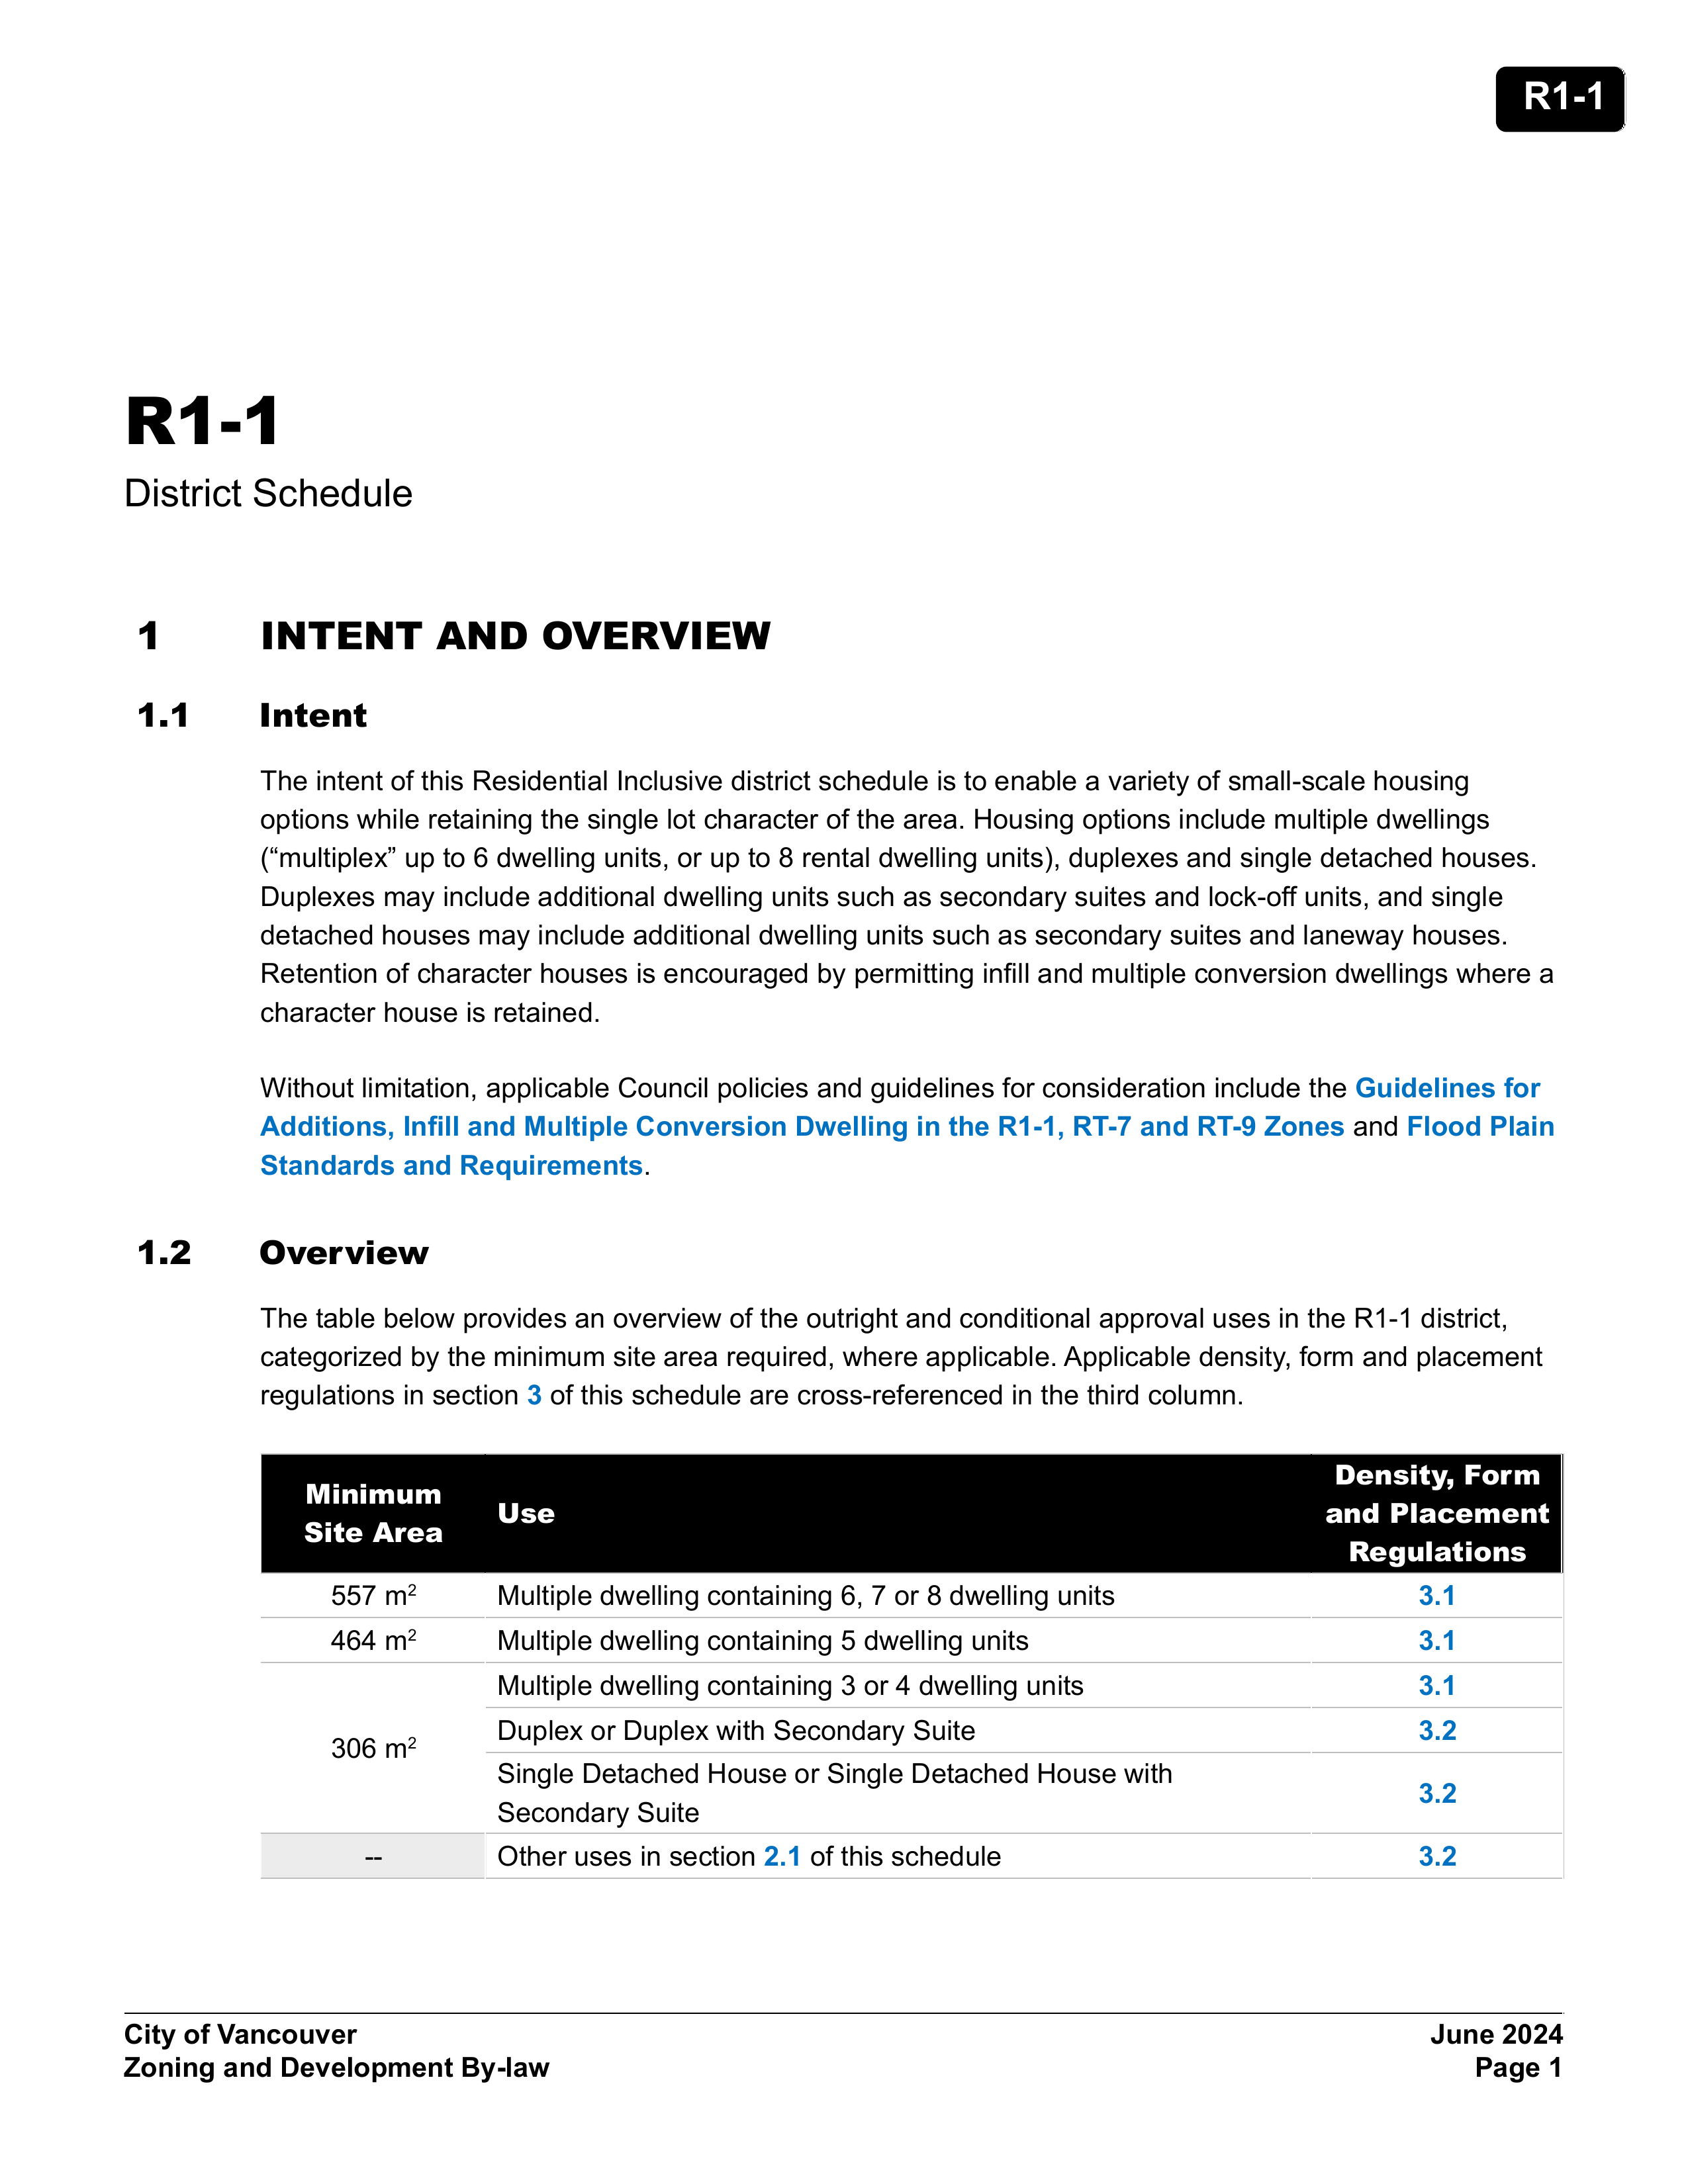 R1-1
R1-1
District Schedule
1 INTENT AND OVERVIEW
1.1 Intent
The intent of this Residential Inclusive district schedule is to enable a variety of small-scale housing
options while retaining the single lot character of the area. Housing options include multiple dwellings
(“multiplex” up to 6 dwelling units, or up to 8 rental dwelling units), duplexes and single detached houses.
Duplexes may include additional dwelling units such as secondary suites and lock-off units, and single
detached houses may include additional dwelling units such as secondary suites and laneway houses.
Retention of character houses is encouraged by permitting infill and multiple conversion dwellings where a
character house is retained.
Without limitation, applicable Council policies and guidelines for consideration include the Guidelines for
Additions, Infill and Multiple Conversion Dwelling in the R1-1, RT-7 and RT-9 Zones and Flood Plain
Standards and Requirements.
1.2 Overview
The table below provides an overview of the outright and conditional approval uses in the R1-1 district,
categorized by the minimum site area required, where applicable. Applicable density, form and placement
regulations in section 3 of this schedule are cross-referenced in the third column.
Minimum
Site Area
Use
Density, Form
and Placement
Regulations
557 m² Multiple dwelling containing 6, 7 or 8 dwelling units 3.1
464 m² Multiple dwelling containing 5 dwelling units 3.1
306 m²
Multiple dwelling containing 3 or 4 dwelling units 3.1
Duplex or Duplex with Secondary Suite 3.2
Single Detached House or Single Detached House with
Secondary Suite
3.2
-- Other uses in section 2.1 of this schedule 3.2
City of Vancouver June 2024
Zoning and Development By-law Page 1